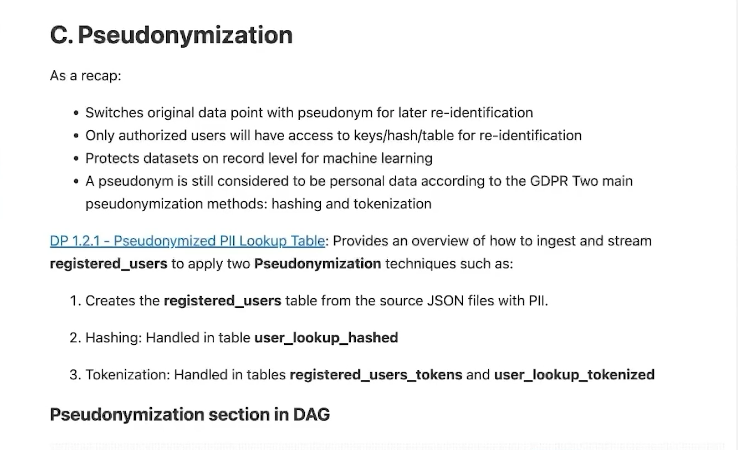 C. Pseudonymization
As a recap:
• Switches original data point with pseudonym for later re-identification
• Only authorized users will have access to keys/hash/table for re-identification
• Protects datasets on record level for machine learning
• A pseudonym is still considered to be personal data according to the GDPR Two main
pseudonymization methods: hashing and tokenization
DP 1.2.1 - Pseudonymized PII Lookup Table: Provides an overview of how to ingest and stream
registered_users to apply two Pseudonymization techniques such as:
1. Creates the registered_users table from the source JSON files with PII.
2. Hashing: Handled in table user_lookup_hashed
3. Tokenization: Handled in tables registered_users_tokens and user_lookup_tokenized
Pseudonymization section in DAG